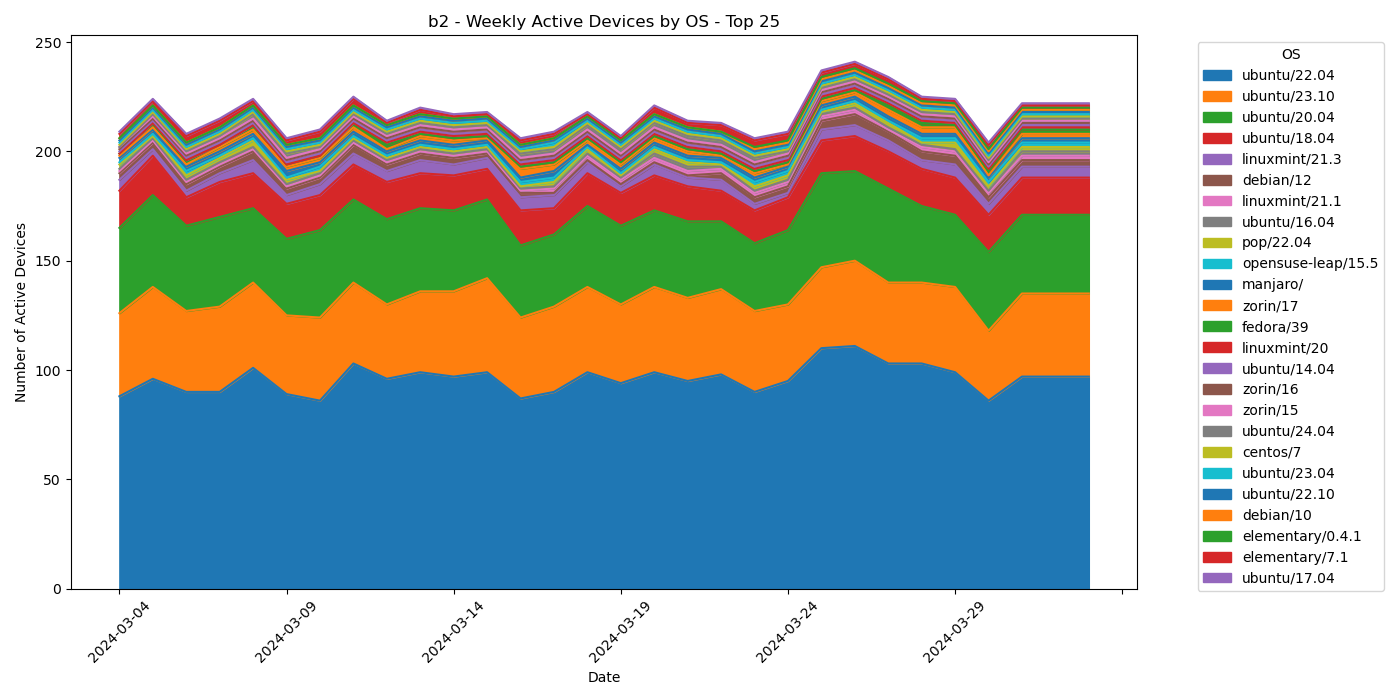 b2 - Weekly Active Devices by OS - Top 25
250
200
150
100
50
0
Number of Active Devices
2024-03-04
2024-03-09
2024-03-14
2024-03-19
2024-03-24
2024-03-29
Date
OS
ubuntu/22.04
ubuntu/23.10
ubuntu/20.04
ubuntu/18.04
linuxmint/21.3
debian/12
linuxmint/21.1
ubuntu/16.04
pop/22.04
opensuse-leap/15.5
manjaro/
zorin/17
fedora/39
linuxmint/20
ubuntu/14.04
zorin/16
zorin/15
ubuntu/24.04
centos/7
ubuntu/23.04
ubuntu/22.10
debian/10
elementary/0.4.1
elementary/7.1
ubuntu/17.04